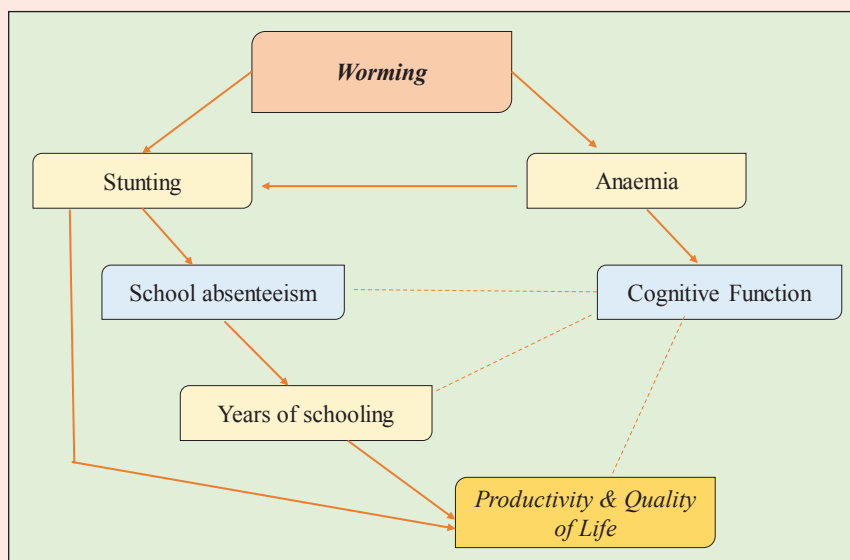 Worming
Stunting
Anaemia
School absenteeism
Cognitive Function
Years of schooling
Productivity & Quality
of Life